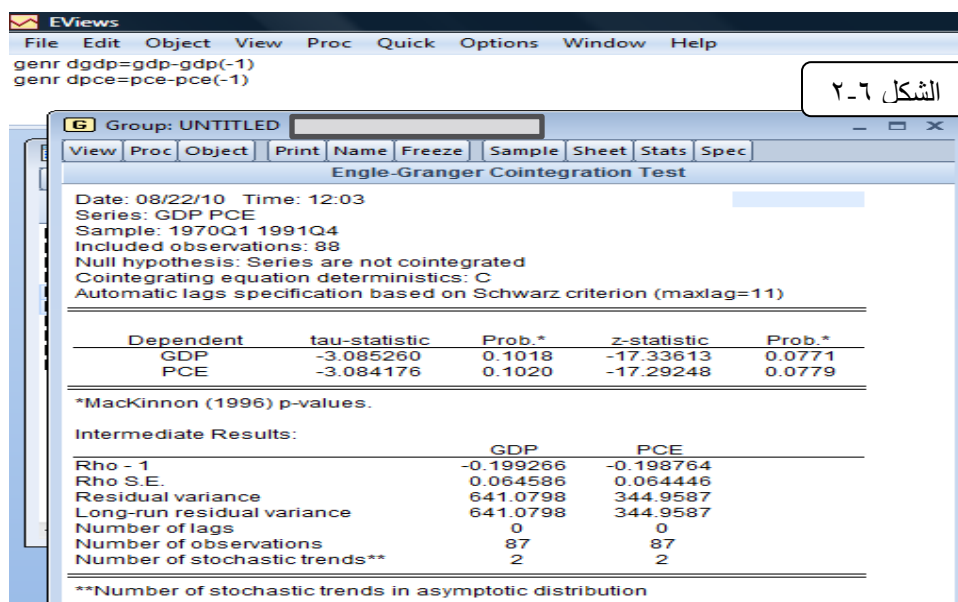 EViews
File Edit Object View Proc Quick Options Window Help
genr dgdp=gdp-gdp(-1)
genr dpce=pce-pce(-1)
الشكل ٦-٢
G Group: UNTITLED
View Proc Object Print Name Freeze Sample Sheet Stats Spec
Engle-Granger Cointegration Test
Date: 08/22/10 Time: 12:03
Series: GDP PCE
Sample: 1970Q1 1991Q4
Included observations: 88
Null hypothesis: Series are not cointegrated
Cointegrating equation deterministics: C
Automatic lags specification based on Schwarz criterion (maxlag=11)
Dependent tau-statistic Prob.* z-statistic Prob.*
GDP -3.085260 0.1018 -17.33613 0.0771
PCE -3.084176 0.1020 -17.29248 0.0779
*MacKinnon (1996) p-values.
Intermediate Results:
GDP PCE
Rho - 1 -0.199266 -0.198764
Rho S.E. 0.064586 0.064446
Residual variance 641.0798 344.9587
Long-run residual variance 641.0798 344.9587
Number of lags 0 0
Number of observations 87 87
Number of stochastic trends** 2 2
**Number of stochastic trends in asymptotic distribution